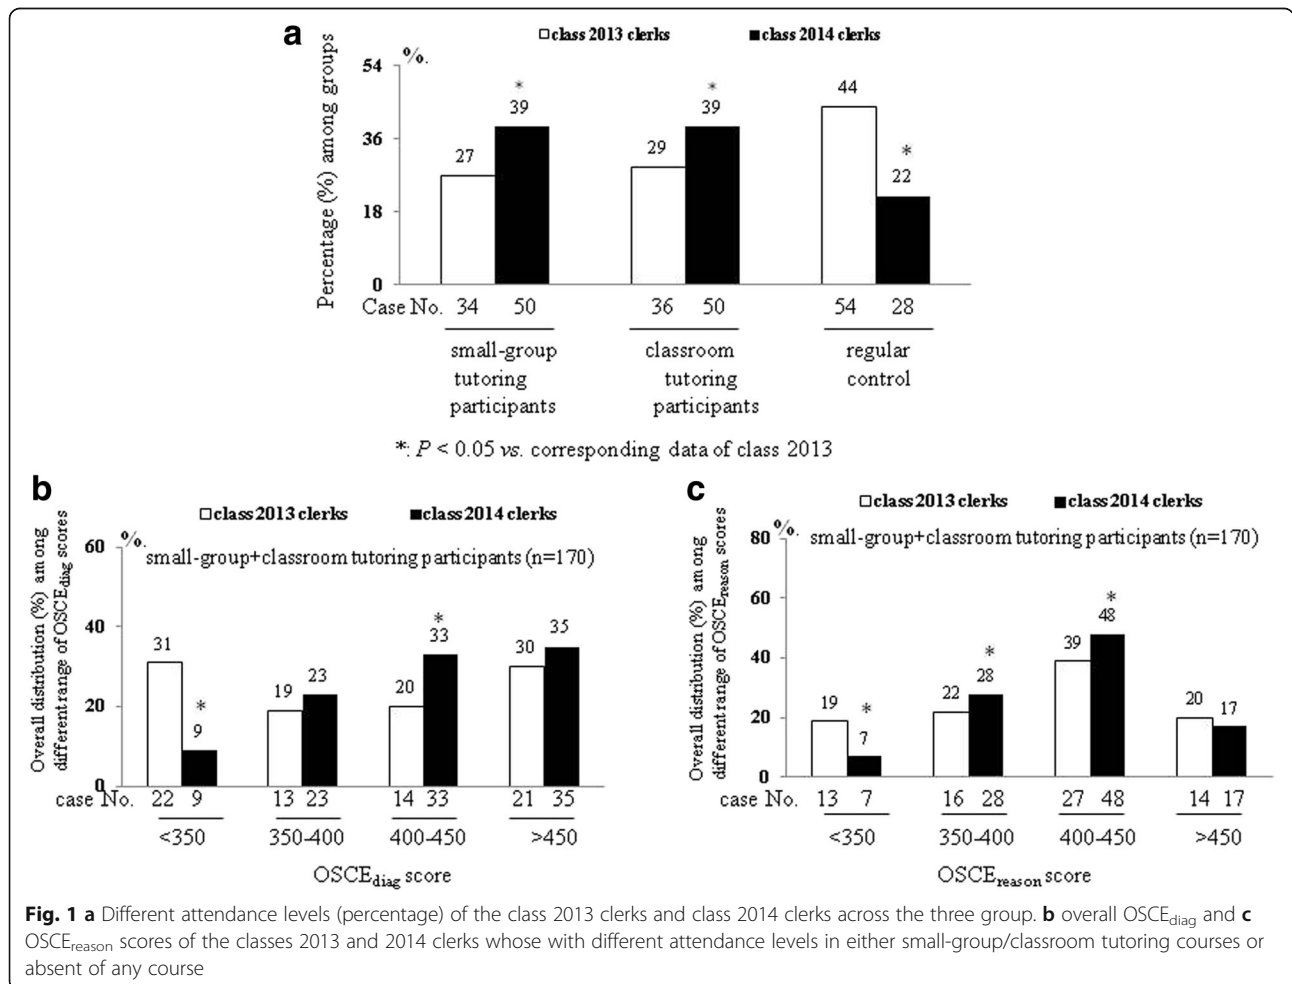 a
class 2013 clerks class 2014 clerks
Percentage (%) among groups
%.
54
36
18
0
27 39 * 29 39 * 44 22 *
Case No. 34 50 36 50 54 28
small-group tutoring participants
classroom tutoring participants
regular control
*: P < 0.05 vs. corresponding data of class 2013
b
class 2013 clerks class 2014 clerks
Overall distribution (%) among different range of OSCEdiag scores
%.
small-group+classroom tutoring participants (n=170)
60
40
20
0
31 9 * 19 23 20 33 * 30 35
case No. 22 9 13 23 14 33 21 35
<350 350-400 400-450 >450
OSCEdiag score
c
class 2013 clerks class 2014 clerks
Overall distribution (%) among different range of OSCEreason scores
%.
small-group+classroom tutoring participants (n=170)
80
60
40
20
0
19 7 * 22 28 * 39 48 * 20 17
case No. 13 7 16 28 27 48 14 17
<350 350-400 400-450 >450
OSCEreason score
Fig. 1 a Different attendance levels (percentage) of the class 2013 clerks and class 2014 clerks across the three group. b overall OSCEdiag and c
OSCEreason scores of the classes 2013 and 2014 clerks whose with different attendance levels in either small-group/classroom tutoring courses or
absent of any course